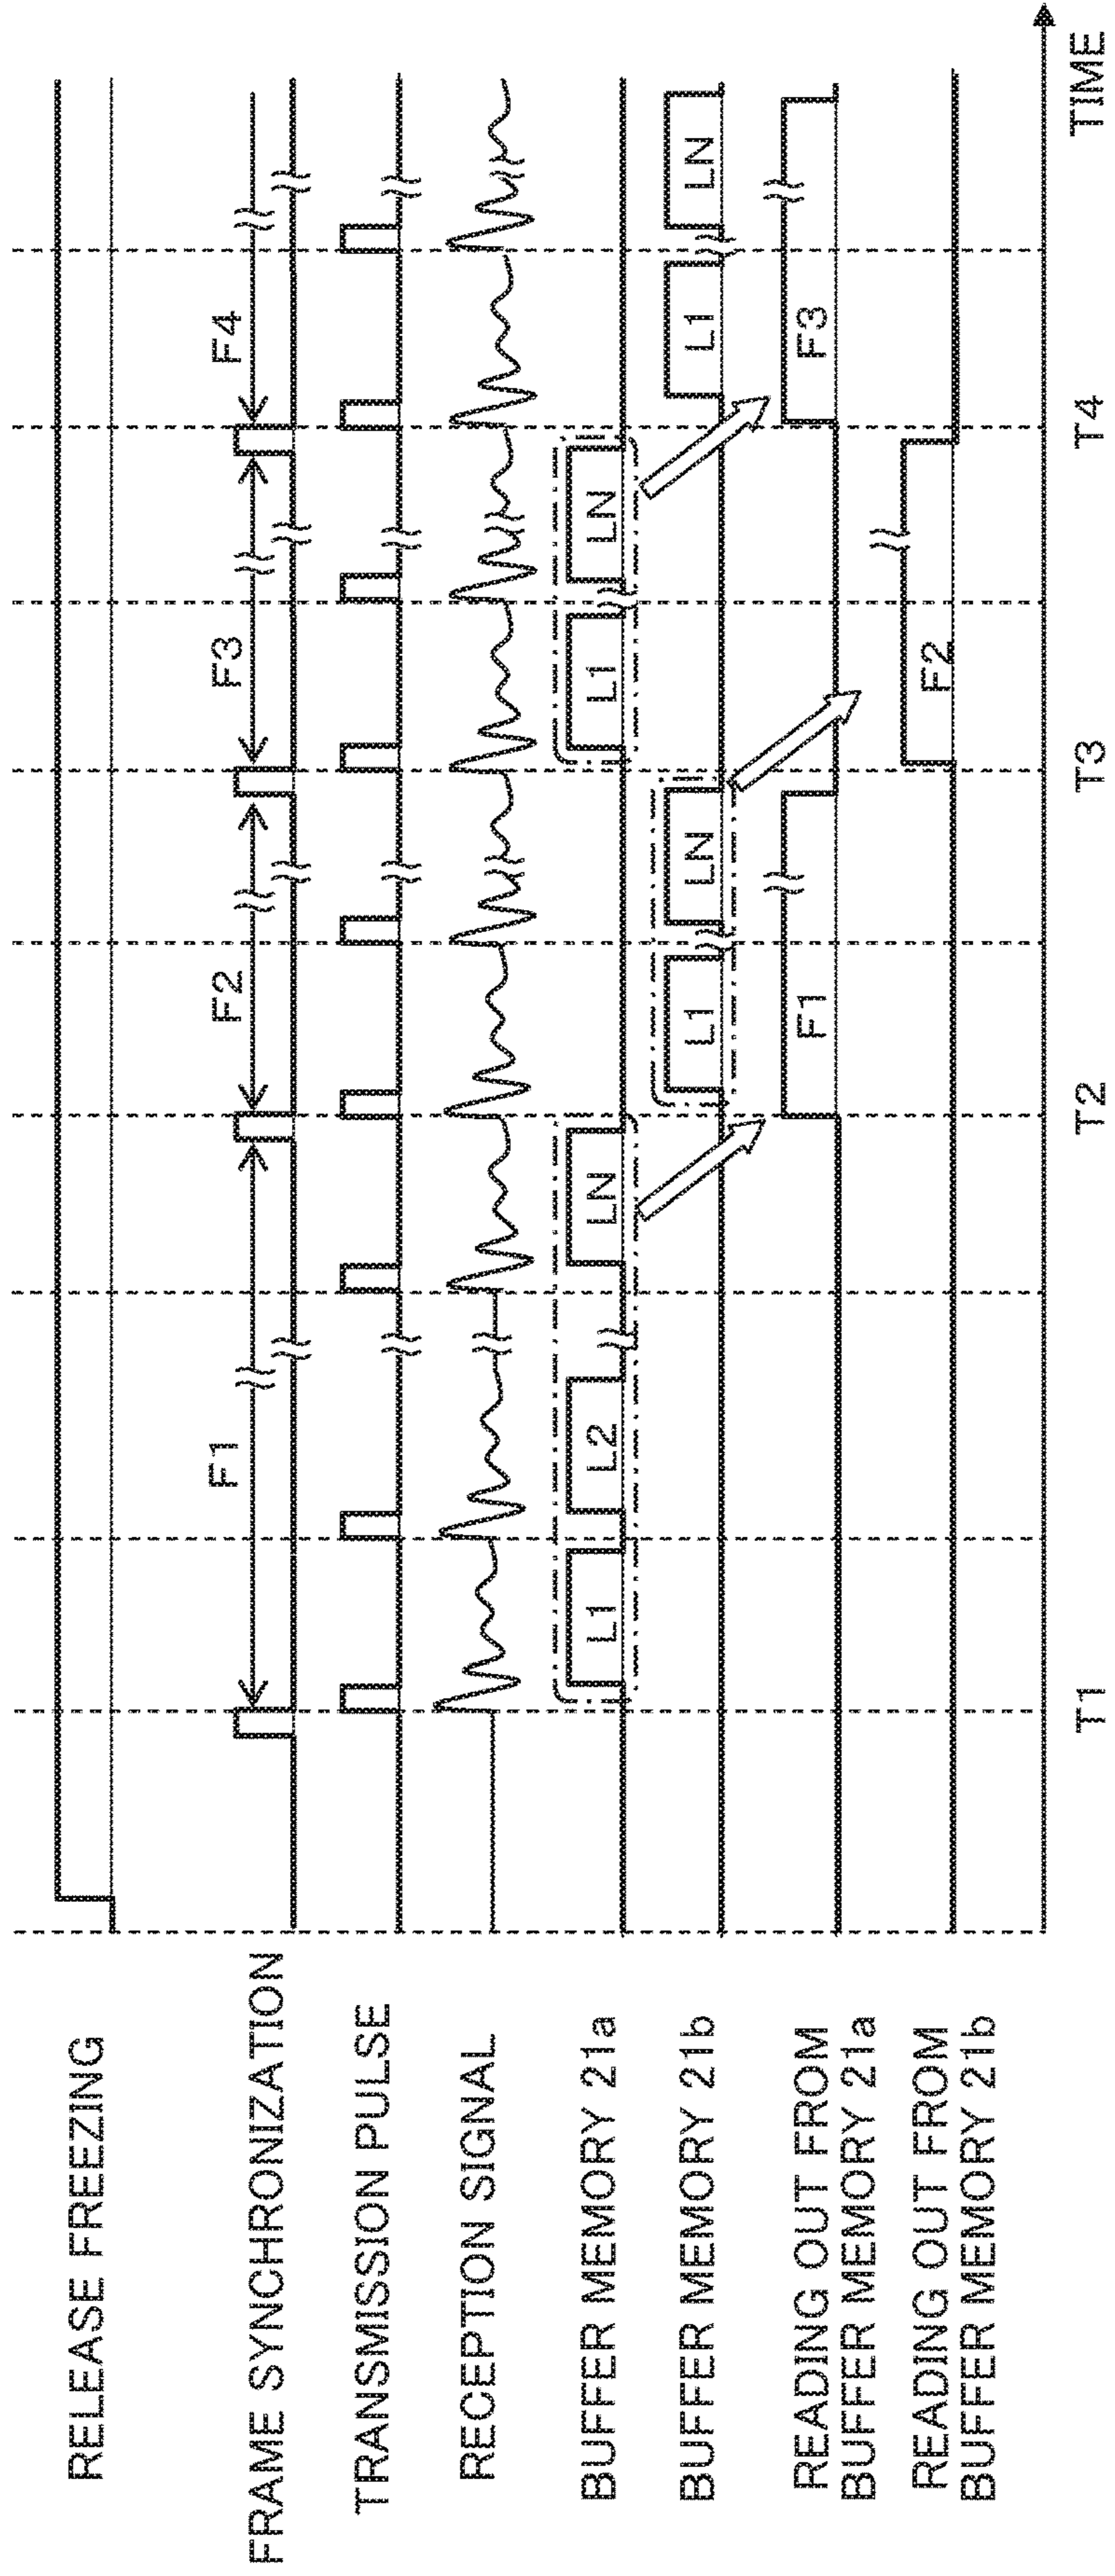 RELEASE FREEZING
FRAME SYNCHRONIZATION
F1
F2
F3
F4
TRANSMISSION PULSE
RECEPTION SIGNAL
BUFFER MEMORY 21a
L1
L2
LN
L1
LN
BUFFER MEMORY 21b
L1
LN
L1
LN
READING OUT FROM
BUFFER MEMORY 21a
F1
F3
READING OUT FROM
BUFFER MEMORY 21b
F2
T1
T2
T3
T4
TIME